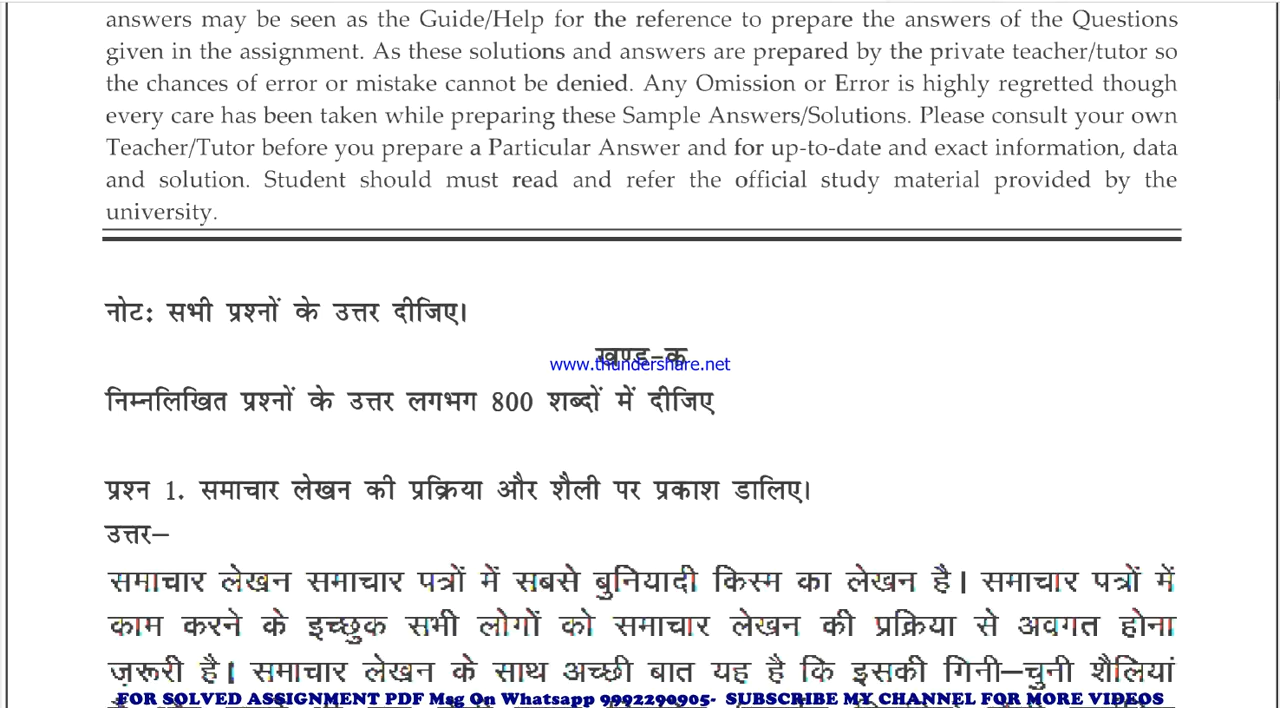 answers may be seen as the Guide/Help for the reference to prepare the answers of the Questions
given in the assignment. As these solutions and answers are prepared by the private teacher/tutor so
the chances of error or mistake cannot be denied. Any Omission or Error is highly regretted though
every care has been taken while preparing these Sample Answers/Solutions. Please consult your own
Teacher/Tutor before you prepare a Particular Answer and for up-to-date and exact information, data
and solution. Student should must read and refer the official study material provided by the
university.
नोट: सभी प्रश्नों के उत्तर दीजिए।
खण्ड-क
www.thundershare.net
निम्नलिखित प्रश्नों के उत्तर लगभग 800 शब्दों में दीजिए
प्रश्न 1. समाचार लेखन की प्रक्रिया और शैली पर प्रकाश डालिए।
उत्तर–
समाचार लेखन समाचार पत्रों में सबसे बुनियादी किस्म का लेखन है। समाचार पत्रों में
काम करने के इच्छुक सभी लोगों को समाचार लेखन की प्रक्रिया से अवगत होना
ज़रूरी है। समाचार लेखन के साथ अच्छी बात यह है कि इसकी गिनी–चुनी शैलियां
FOR SOLVED ASSIGNMENT PDF Msg On Whatsapp 9992290905- SUBSCRIBE MY CHANNEL FOR MORE VIDEOS